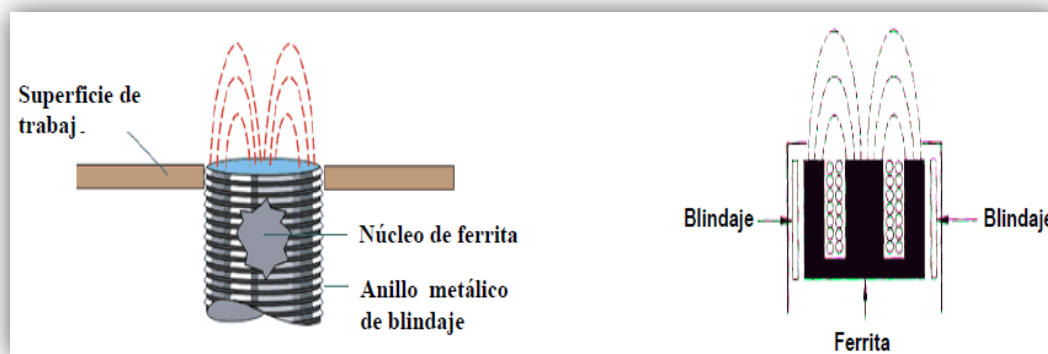 Superficie de
trabaj.
Núcleo de ferrita
Anillo metálico
de blindaje
Blindaje
Blindaje
Ferrita